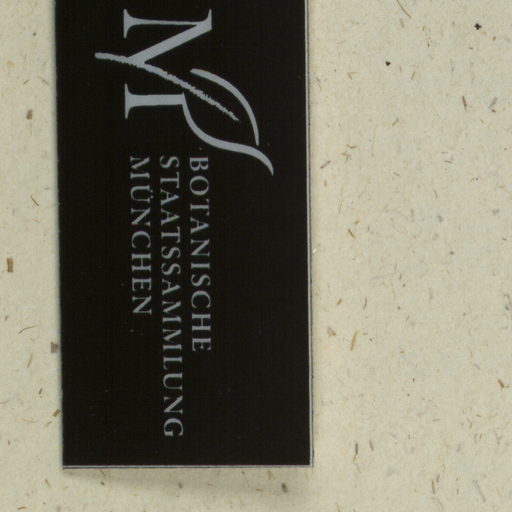 M
BOTANISCHE
STAATSSAMMLUNG
MÜNCHEN